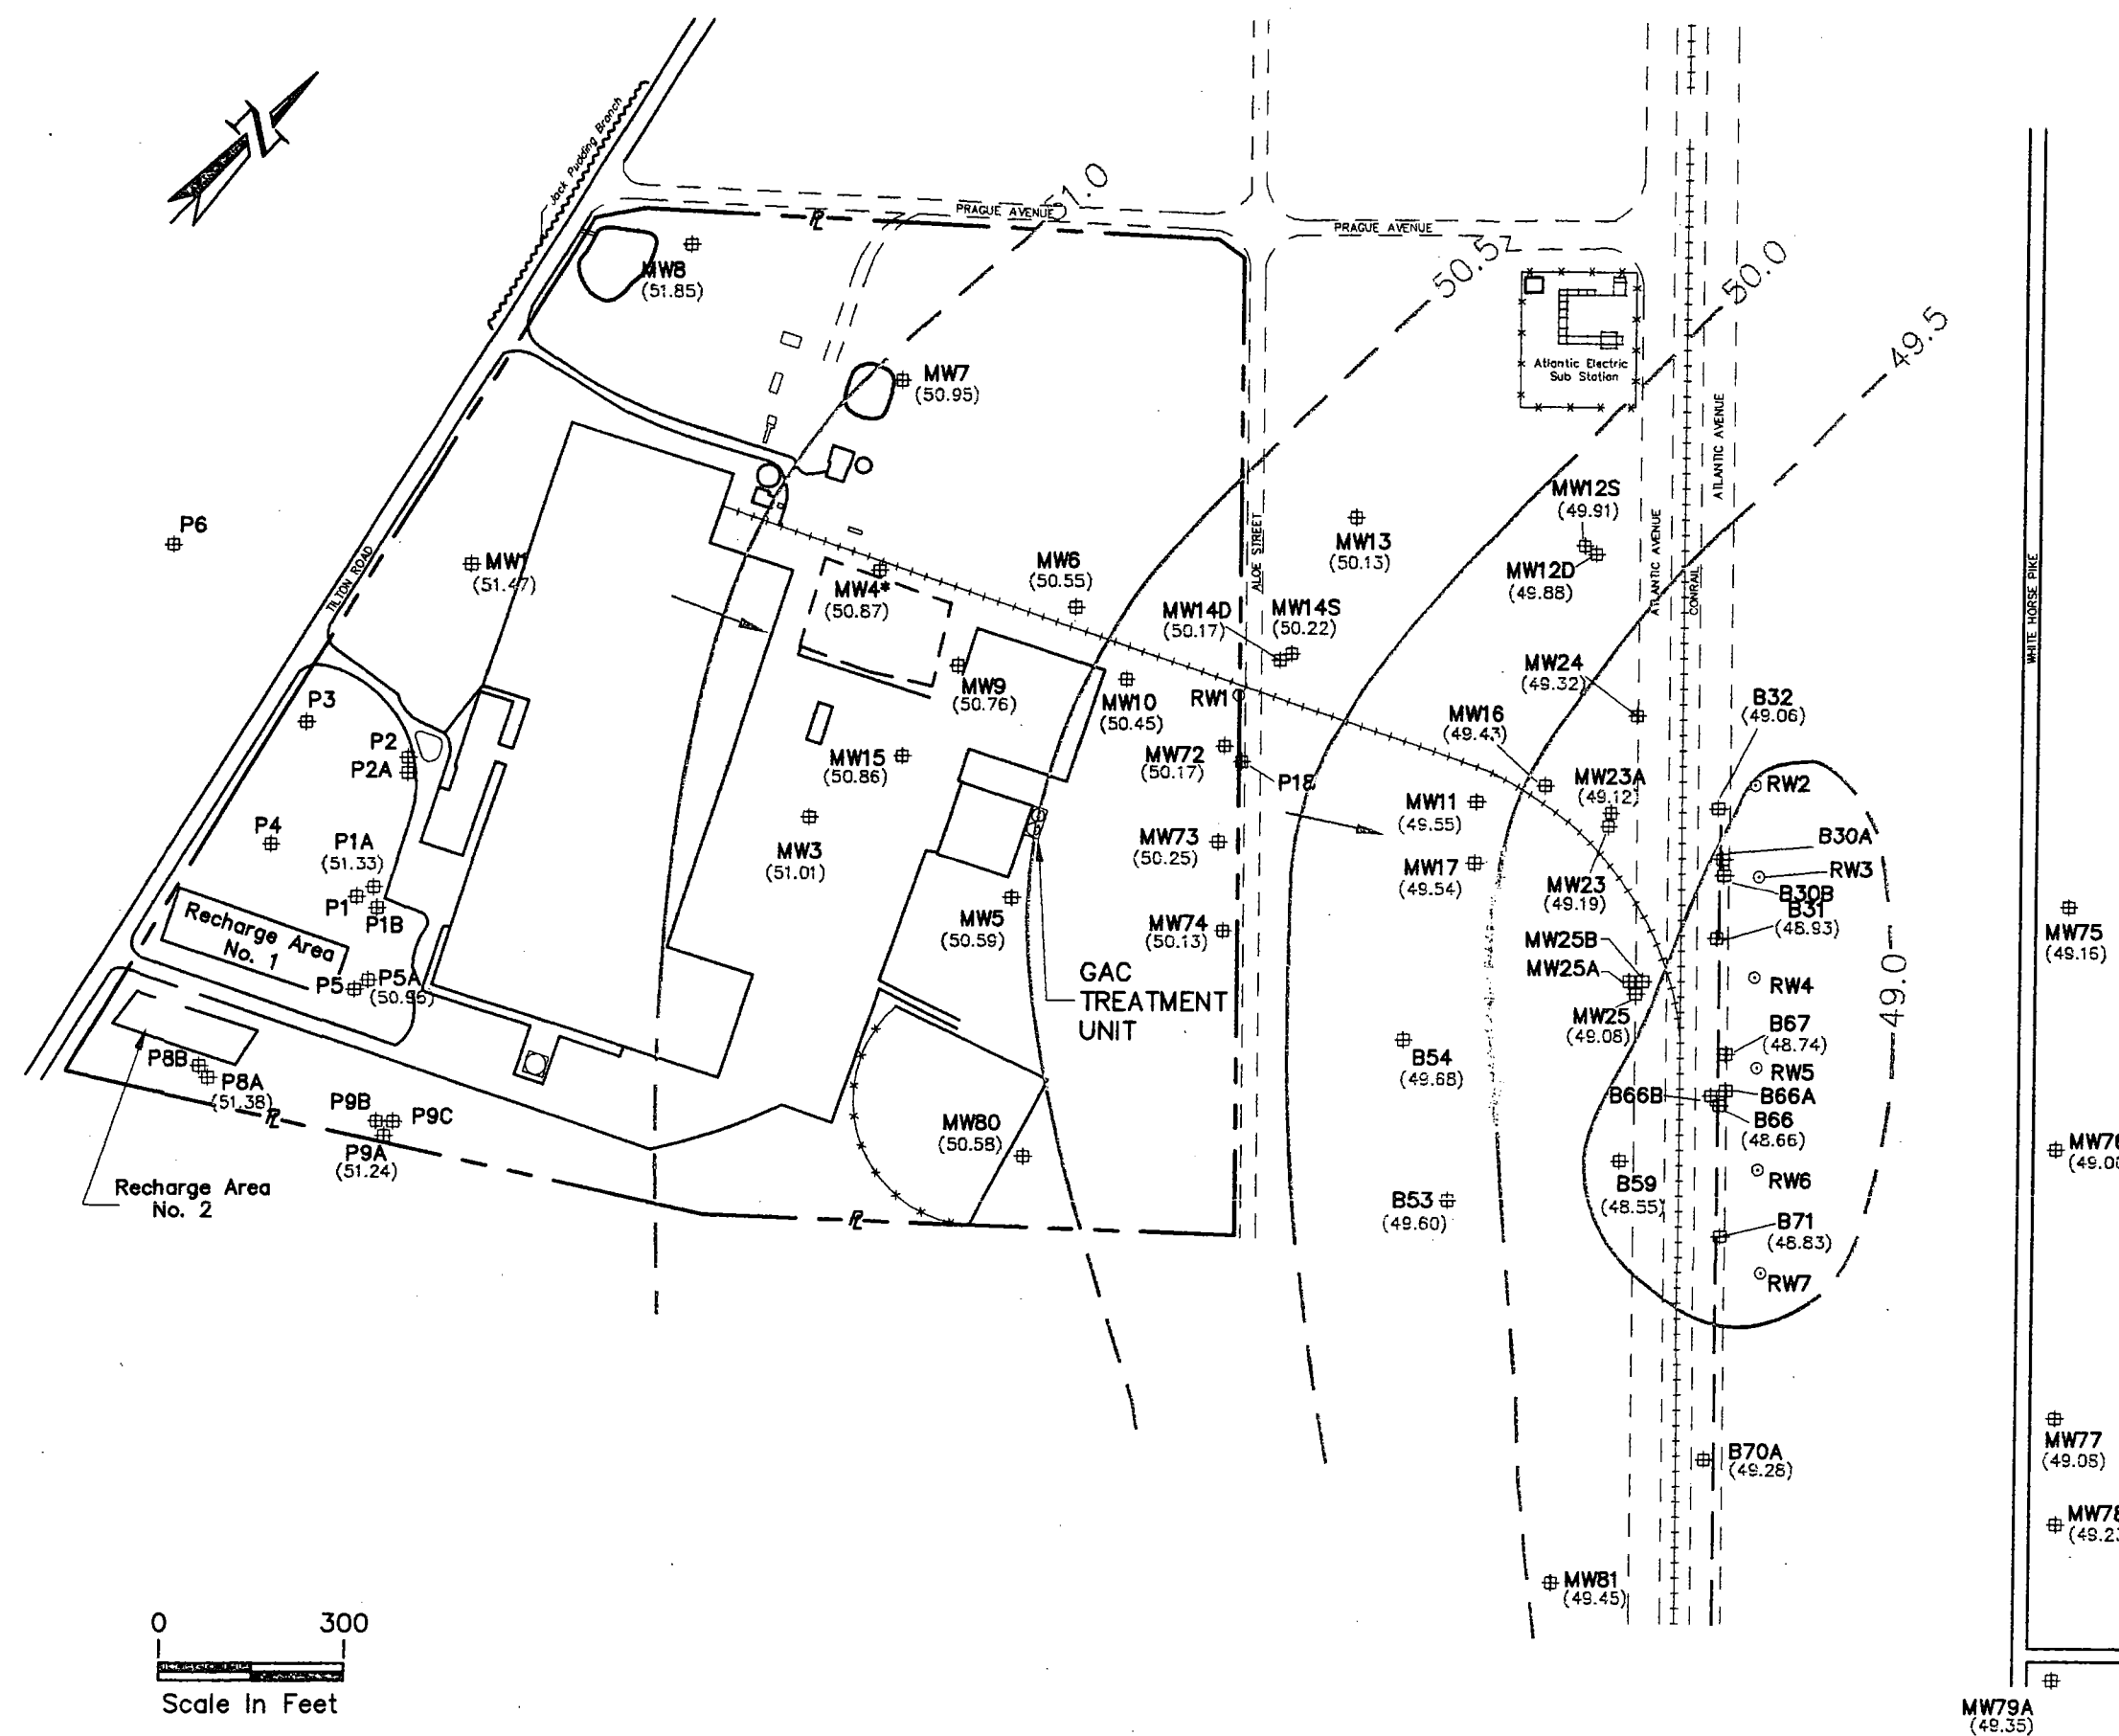 Jack Pudding Branch
51.0
PRAGUE AVENUE
PRAGUE AVENUE
50.5
50.0
49.5
MW8
(51.85)
Atlantic Electric
Sub Station
MW7
(50.95)
ATLANTIC AVENUE
MW12S
(49.91)
P6
TILTON ROAD
MW1
(51.47)
MW4*
(50.87)
MW6
(50.55)
ALOE STREET
MW13
(50.13)
MW12D
(49.88)
ATLANTIC AVENUE
CONRAIL
WHITE HORSE PIKE
MW14D
(50.17)
MW14S
(50.22)
MW9
(50.76)
MW10
(50.45)
RW1
MW24
(49.32)
MW16
(49.43)
B32
(49.06)
P3
P2
P2A
MW15
(50.86)
MW72
(50.17)
P18
MW11
(49.55)
MW23A
(49.12)
RW2
P4
P1A
(51.33)
MW3
(51.01)
MW73
(50.25)
MW17
(49.54)
MW23
(49.19)
B30A
RW3
B30B
B31
(48.93)
P1
P1B
MW5
(50.59)
MW74
(50.13)
MW75
(49.16)
Recharge Area
No. 1
P5
P5A
(50.96)
GAC
TREATMENT
UNIT
MW25B
MW25A
MW25
(49.08)
RW4
49.0
P8B
P8A
(51.38)
B54
(49.68)
B67
(48.74)
RW5
B66B
B66A
B66
(48.66)
P9B
P9C
P9A
(51.24)
MW80
(50.58)
Recharge Area
No. 2
B53
(49.60)
B59
(48.55)
RW6
B71
(48.83)
RW7
MW77
(49.08)
B70A
(49.28)
MW81
(49.45)
0 300
Scale In Feet
MW79A
(49.35)